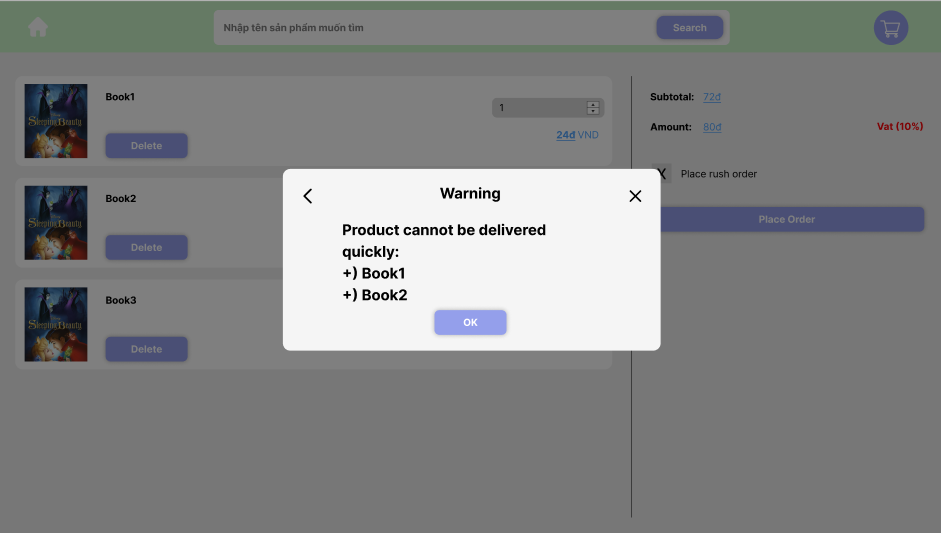 Nhập tên sản phẩm muốn tìm
Search
Book1
1
Sleeping Beauty
Delete
24đ VND
Subtotal: 72đ
Amount: 80đ
Vat (10%)
X Place rush order
Place Order
Warning
Product cannot be delivered
quickly:
+) Book1
+) Book2
OK
Book2
Sleeping Beauty
Delete
Book3
Sleeping Beauty
Delete